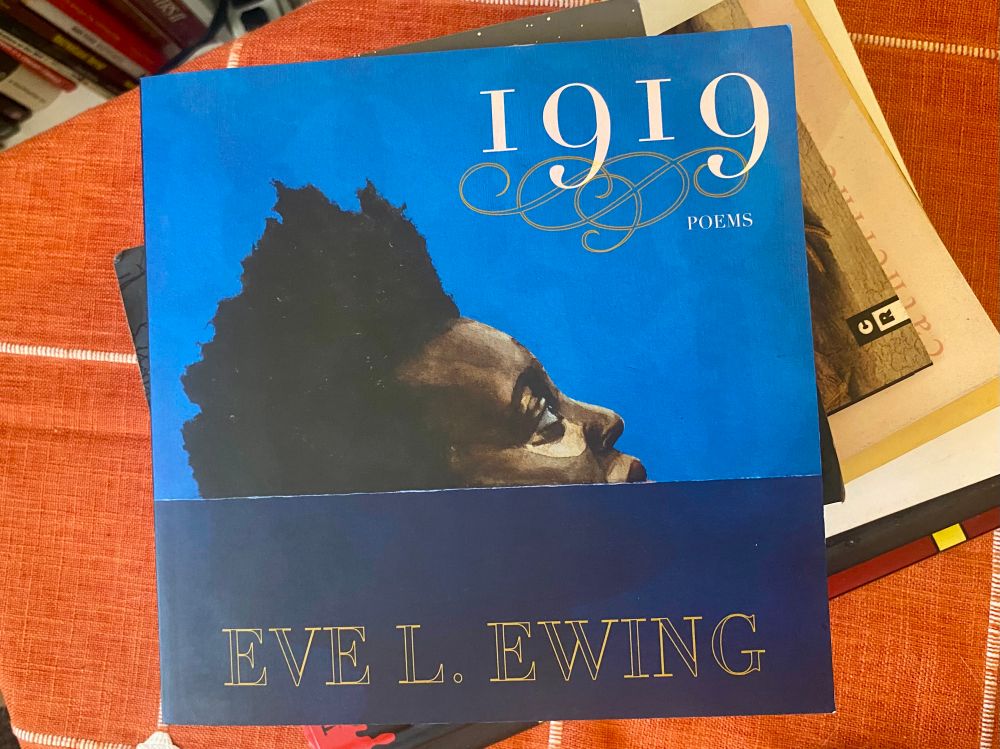 1919
POEMS
EVE L. EWING
C
R